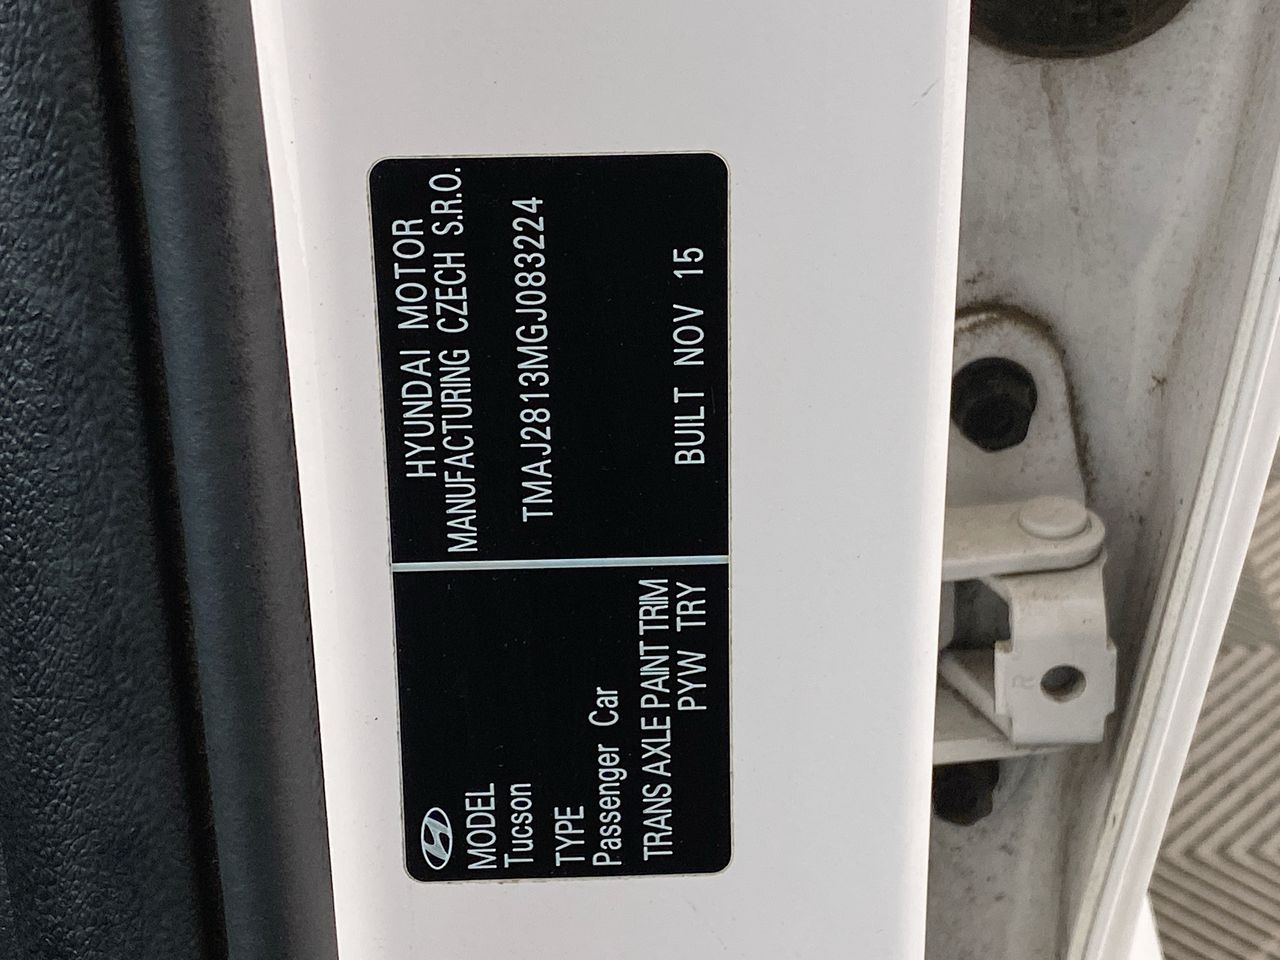 MODEL
Tucson
TYPE
Passenger Car
TRANS AXLE PAINT TRIM
PYW TRY
HYUNDAI MOTOR
MANUFACTURING CZECH S.R.O.
TMAJ2813MGJ083224
BUILT NOV 15